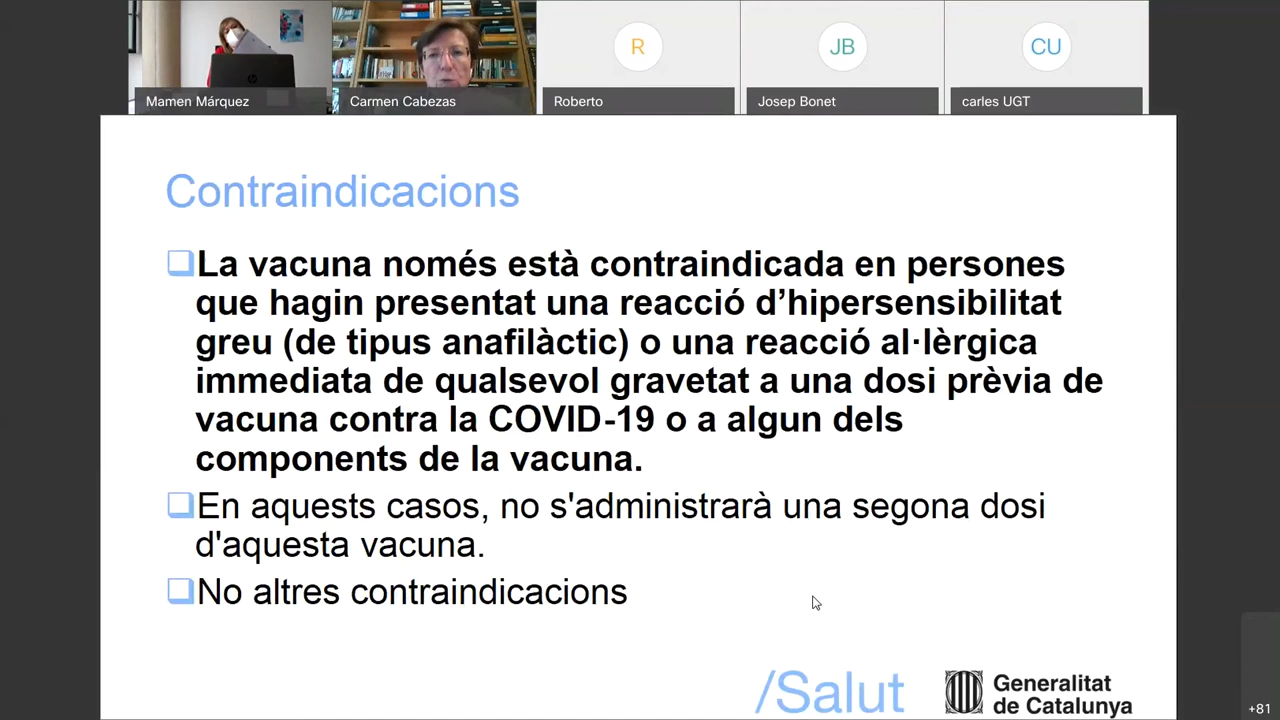 R
JB
CU
Mamen Márquez
Carmen Cabezas
Roberto
Josep Bonet
carles UGT
Contraindicacions
La vacuna només està contraindicada en persones
que hagin presentat una reacció d’hipersensibilitat
greu (de tipus anafilàctic) o una reacció al·lèrgica
immediata de qualsevol gravetat a una dosi prèvia de
vacuna contra la COVID-19 o a algun dels
components de la vacuna.
En aquests casos, no s'administrarà una segona dosi
d'aquesta vacuna.
No altres contraindicacions
/Salut
Generalitat
de Catalunya
+81